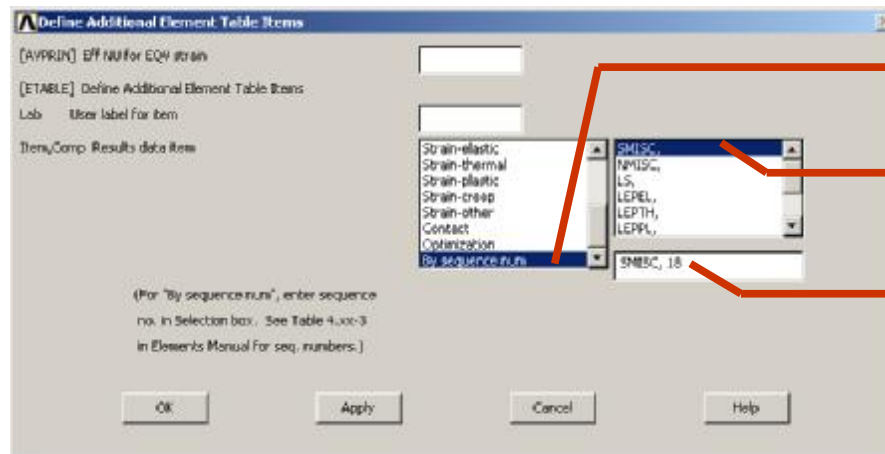 Define Additional Element Table Items
[AVPRIN] Eff NU for EQV strain
[ETABLE] Define Additional Element Table Items
Lab User label for item
Item,Comp Results data item
Strain-elastic
Strain-thermal
Strain-plastic
Strain-creep
Strain-other
Contact
Optimization
By sequence num
SMISC,
NMISC,
LS,
LEPEL,
LEPTH,
LEPPL,
SMISC, 18
(For "By sequence num", enter sequence
no. in Selection box. See Table 4.xx-3
in Elements Manual for seq. numbers.)
OK Apply Cancel Help